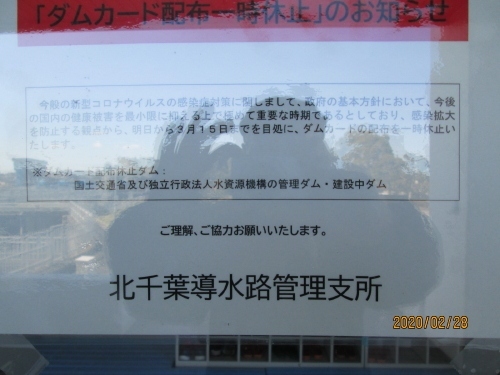 「ダムカード配布一時休止」のお知らせ
今般の新型コロナウイルスの感染症対策に関しまして、政府の基本方針において、今後
の国内の健康被害を最小限に抑える上で極めて重要な時期であるとしており、感染拡大
を防止する観点から、明日から3月15日までを目処に、ダムカードの配布を一時休止い
たします。
※ダムカード配布休止ダム：
国土交通省及び独立行政法人水資源機構の管理ダム・建設中ダム
ご理解、ご協力お願いいたします。
北千葉導水路管理支所
2020/02/28